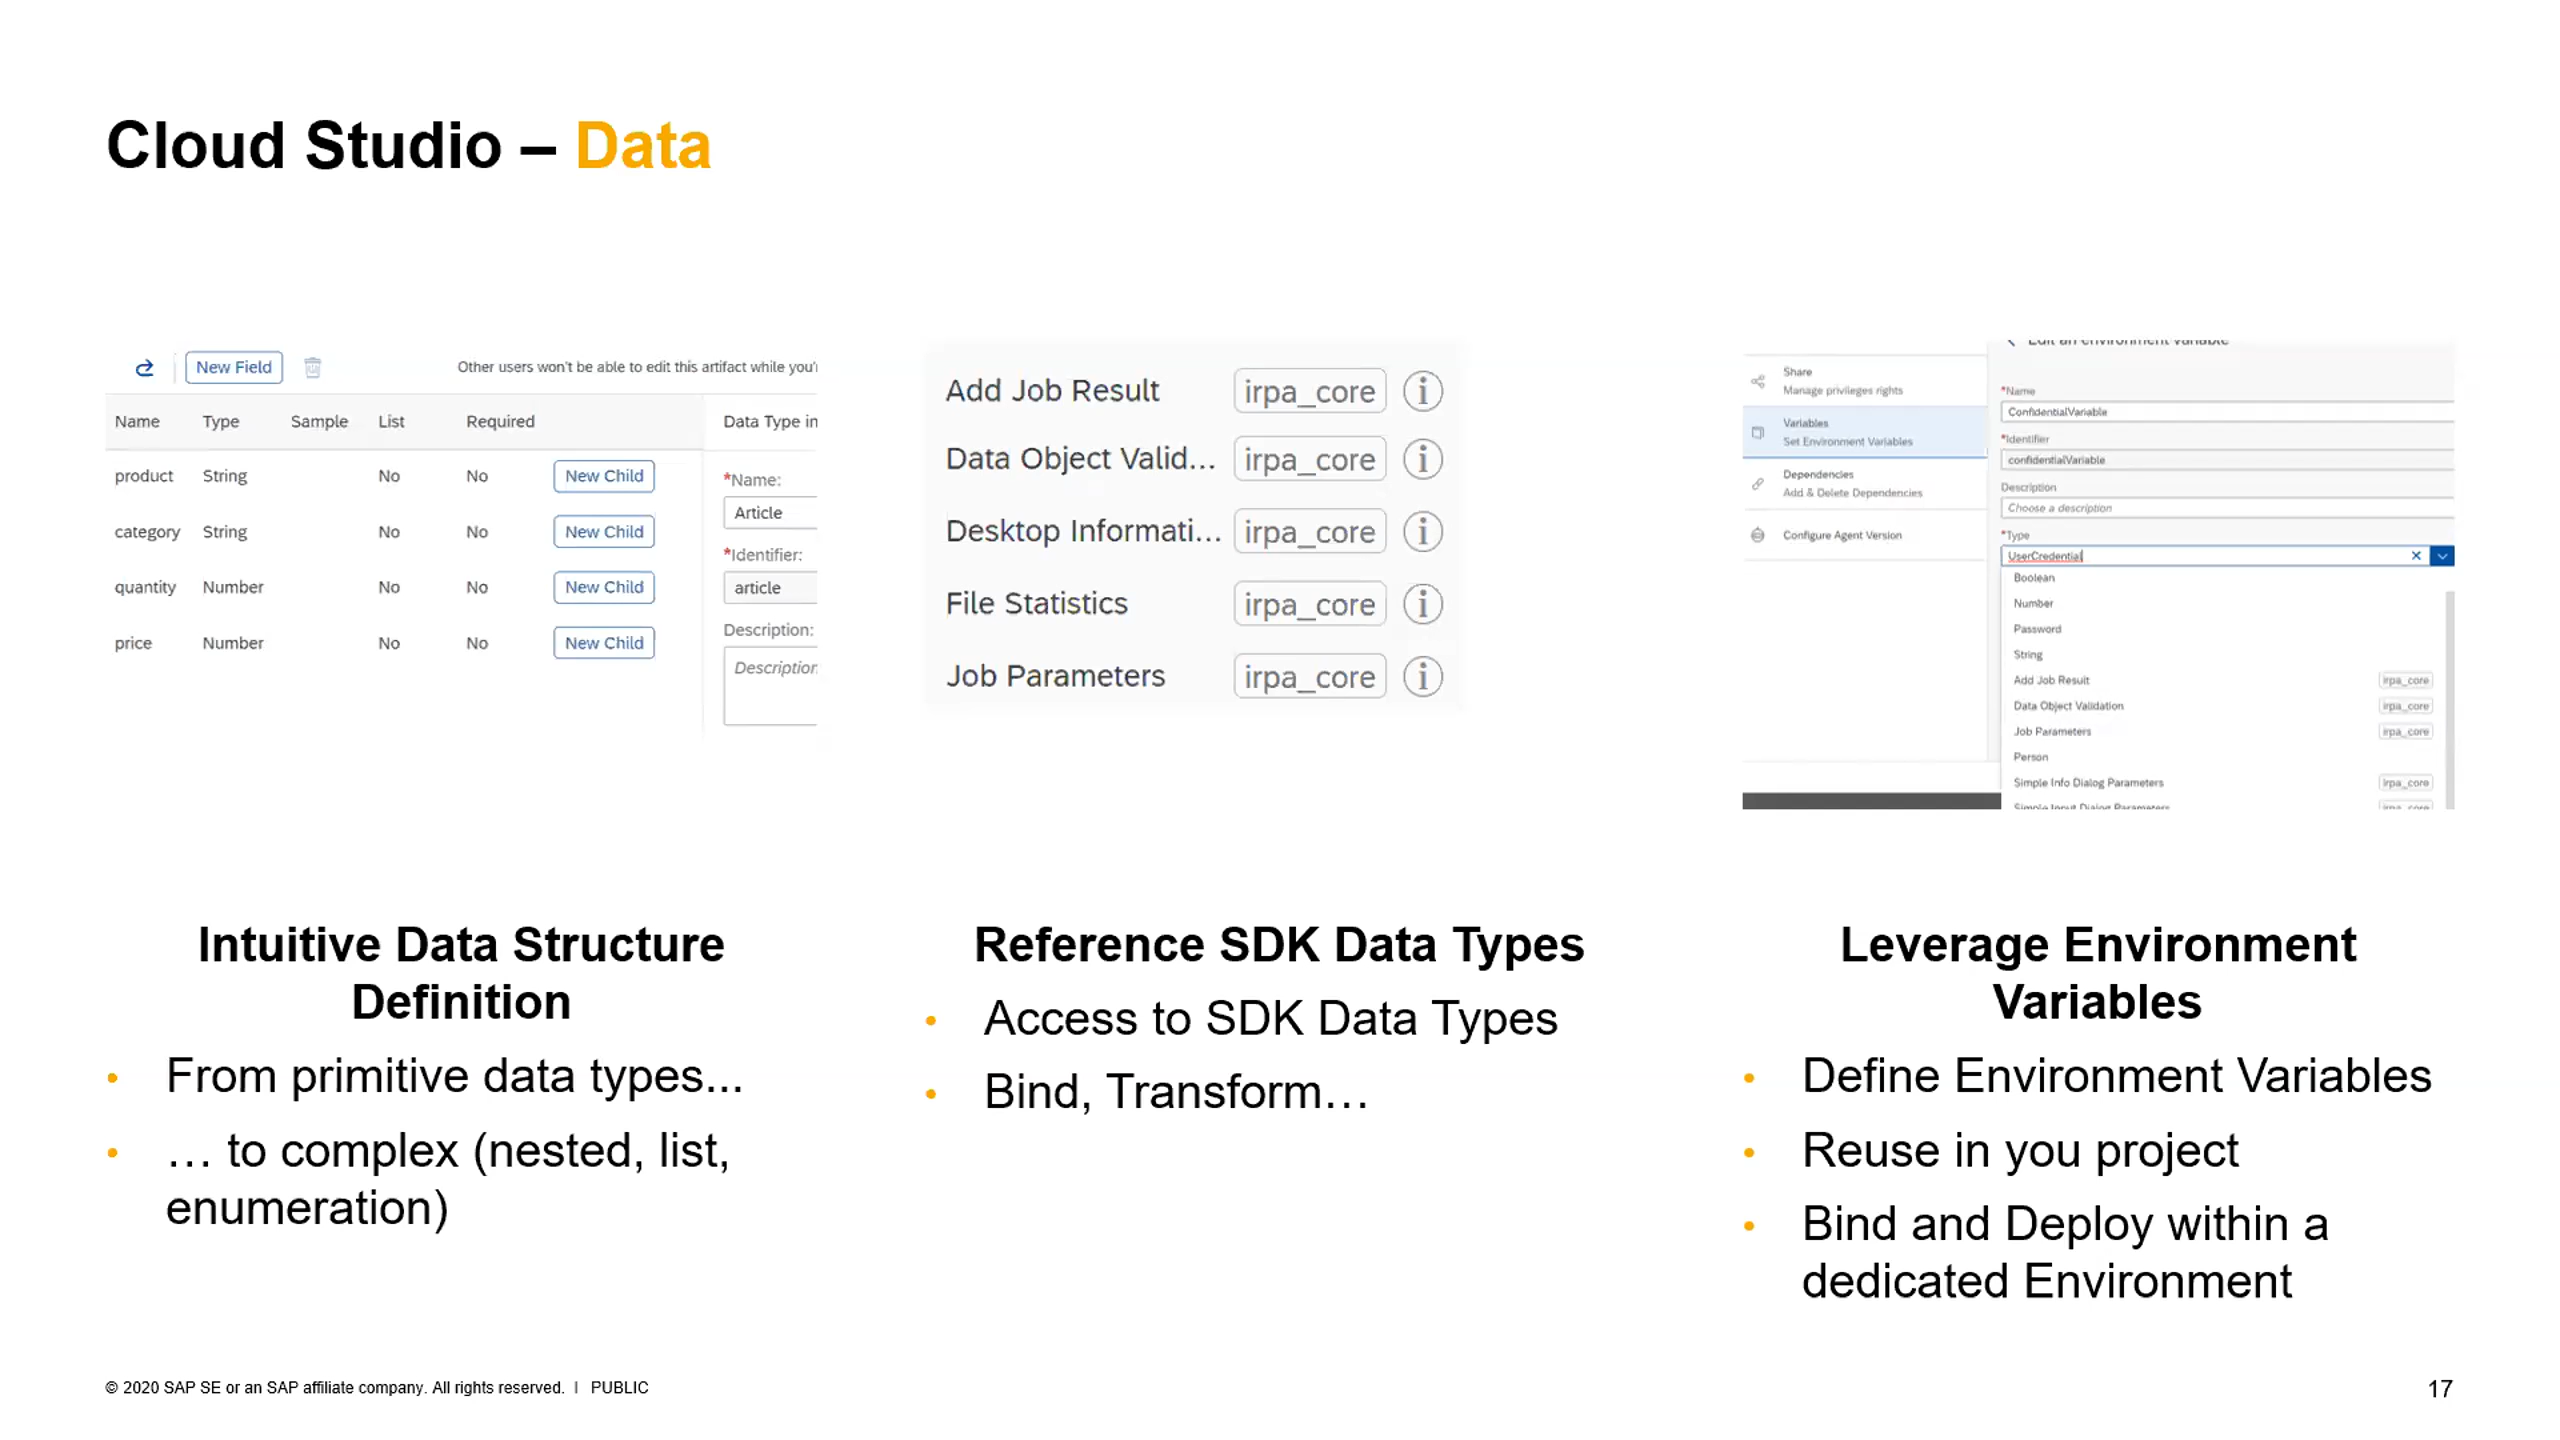 Cloud Studio – Data
New Field
Other users won't be able to edit this artifact while
Name Type Sample List Required
Data Type in
product String No No New Child
category String No No New Child
quantity Number No No New Child
price Number No No New Child
*Name:
Article
*Identifier:
article
Description:
Description
Add Job Result irpa_core
Data Object Valid... irpa_core
Desktop Informati... irpa_core
File Statistics irpa_core
Job Parameters irpa_core
Share
Manage privileges rights
Variables
Set Environment Variables
Dependencies
Add & Delete Dependencies
Configure Agent Version
Edit an environment variable
*Name
ConfidentialVariable
*Identifier
confidentialVariable
Description
Choose a description
*Type
UserCredential
Boolean
Number
Password
String
Add Job Result irpa_core
Data Object Validation irpa_core
Job Parameters irpa_core
Person
Simple Info Dialog Parameters irpa_core
Simple Input Dialog Parameters irpa_core
Intuitive Data Structure
Definition
• From primitive data types...
• … to complex (nested, list,
enumeration)
Reference SDK Data Types
• Access to SDK Data Types
• Bind, Transform…
Leverage Environment
Variables
• Define Environment Variables
• Reuse in you project
• Bind and Deploy within a
dedicated Environment
© 2020 SAP SE or an SAP affiliate company. All rights reserved. | PUBLIC
17